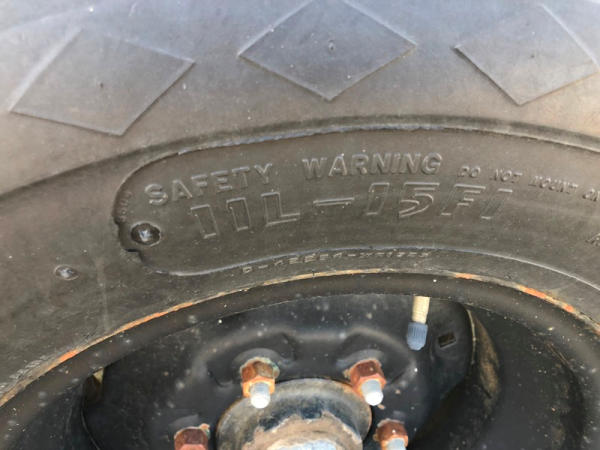 SAFETY WARNING DO NOT MOUNT
11L-15FI